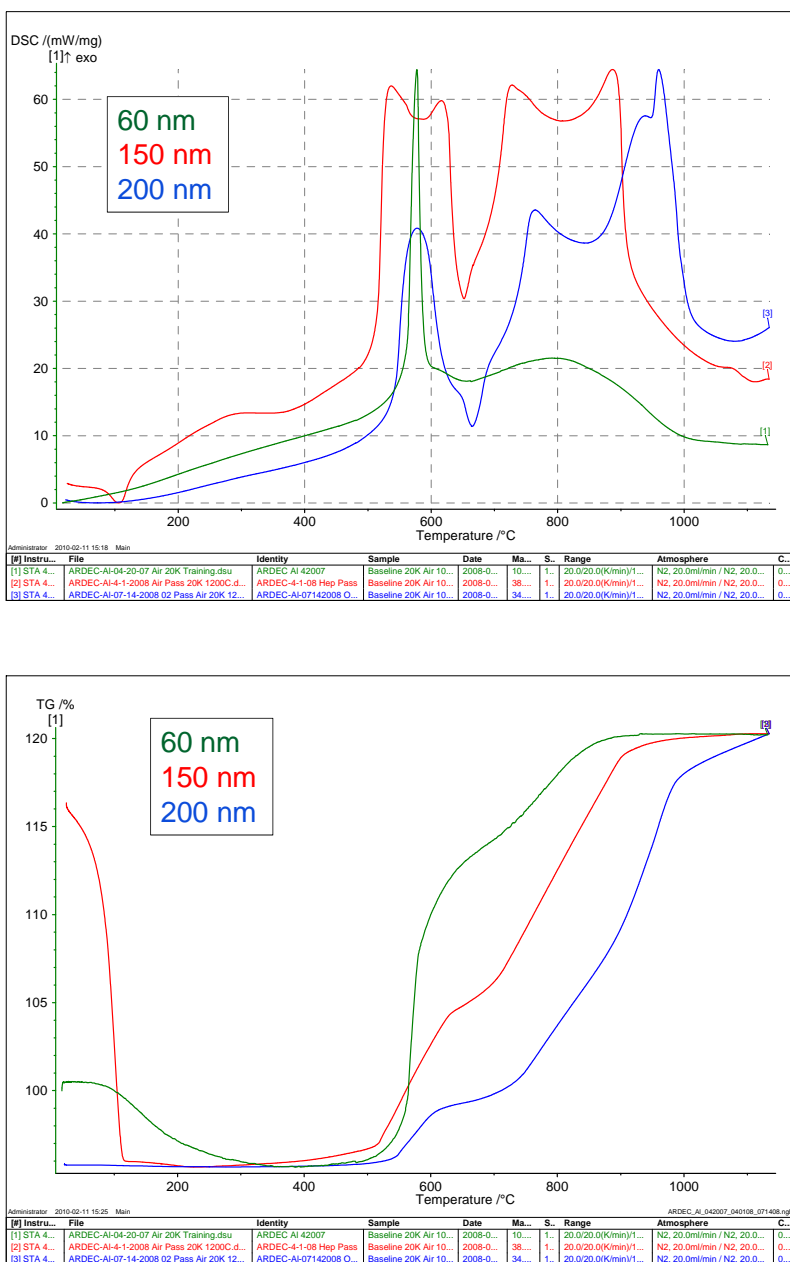 DSC /(mW/mg)
[1]↑ exo
60
50
40
30
20
10
0
60 nm
150 nm
200 nm
[3]
[2]
[1]
200 400 600 800 1000
Temperature /°C
Administrator 2010-02-11 15:18 Main
[#] Instru... File Identity Sample Date Ma... S.. Range Atmosphere C...
[1] STA 4... ARDEC-Al-04-20-07 Air 20K Training.dsu ARDEC Al 42007 Baseline 20K Air 10... 2008-0... 10.... 1.. 20.0/20.0(K/min)/1... N2, 20.0ml/min / N2, 20.0... 0...
[2] STA 4... ARDEC-Al-4-1-2008 Air Pass 20K 1200C.d... ARDEC-4-1-08 Hep Pass Baseline 20K Air 10... 2008-0... 38.... 1.. 20.0/20.0(K/min)/1... N2, 20.0ml/min / N2, 20.0... 0...
[3] STA 4... ARDEC-Al-07-14-2008 02 Pass Air 20K 12... ARDEC-Al-07142008 O... Baseline 20K Air 10... 2008-0... 34.... 1.. 20.0/20.0(K/min)/1... N2, 20.0ml/min / N2, 20.0... 0...
TG /%
[1]
120
115
110
105
100
60 nm
150 nm
200 nm
200 400 600 800 1000
Temperature /°C
Administrator 2010-02-11 15:25 Main ARDEC_Al_042007_040108_071408.ngb
[#] Instru... File Identity Sample Date Ma... S.. Range Atmosphere C...
[1] STA 4... ARDEC-Al-04-20-07 Air 20K Training.dsu ARDEC Al 42007 Baseline 20K Air 10... 2008-0... 10.... 1.. 20.0/20.0(K/min)/1... N2, 20.0ml/min / N2, 20.0... 0...
[2] STA 4... ARDEC-Al-4-1-2008 Air Pass 20K 1200C.d... ARDEC-4-1-08 Hep Pass Baseline 20K Air 10... 2008-0... 38.... 1.. 20.0/20.0(K/min)/1... N2, 20.0ml/min / N2, 20.0... 0...
[3] STA 4... ARDEC-Al-07-14-2008 02 Pass Air 20K 12... ARDEC-Al-07142008 O... Baseline 20K Air 10... 2008-0... 34.... 1.. 20.0/20.0(K/min)/1... N2, 20.0ml/min / N2, 20.0... 0...